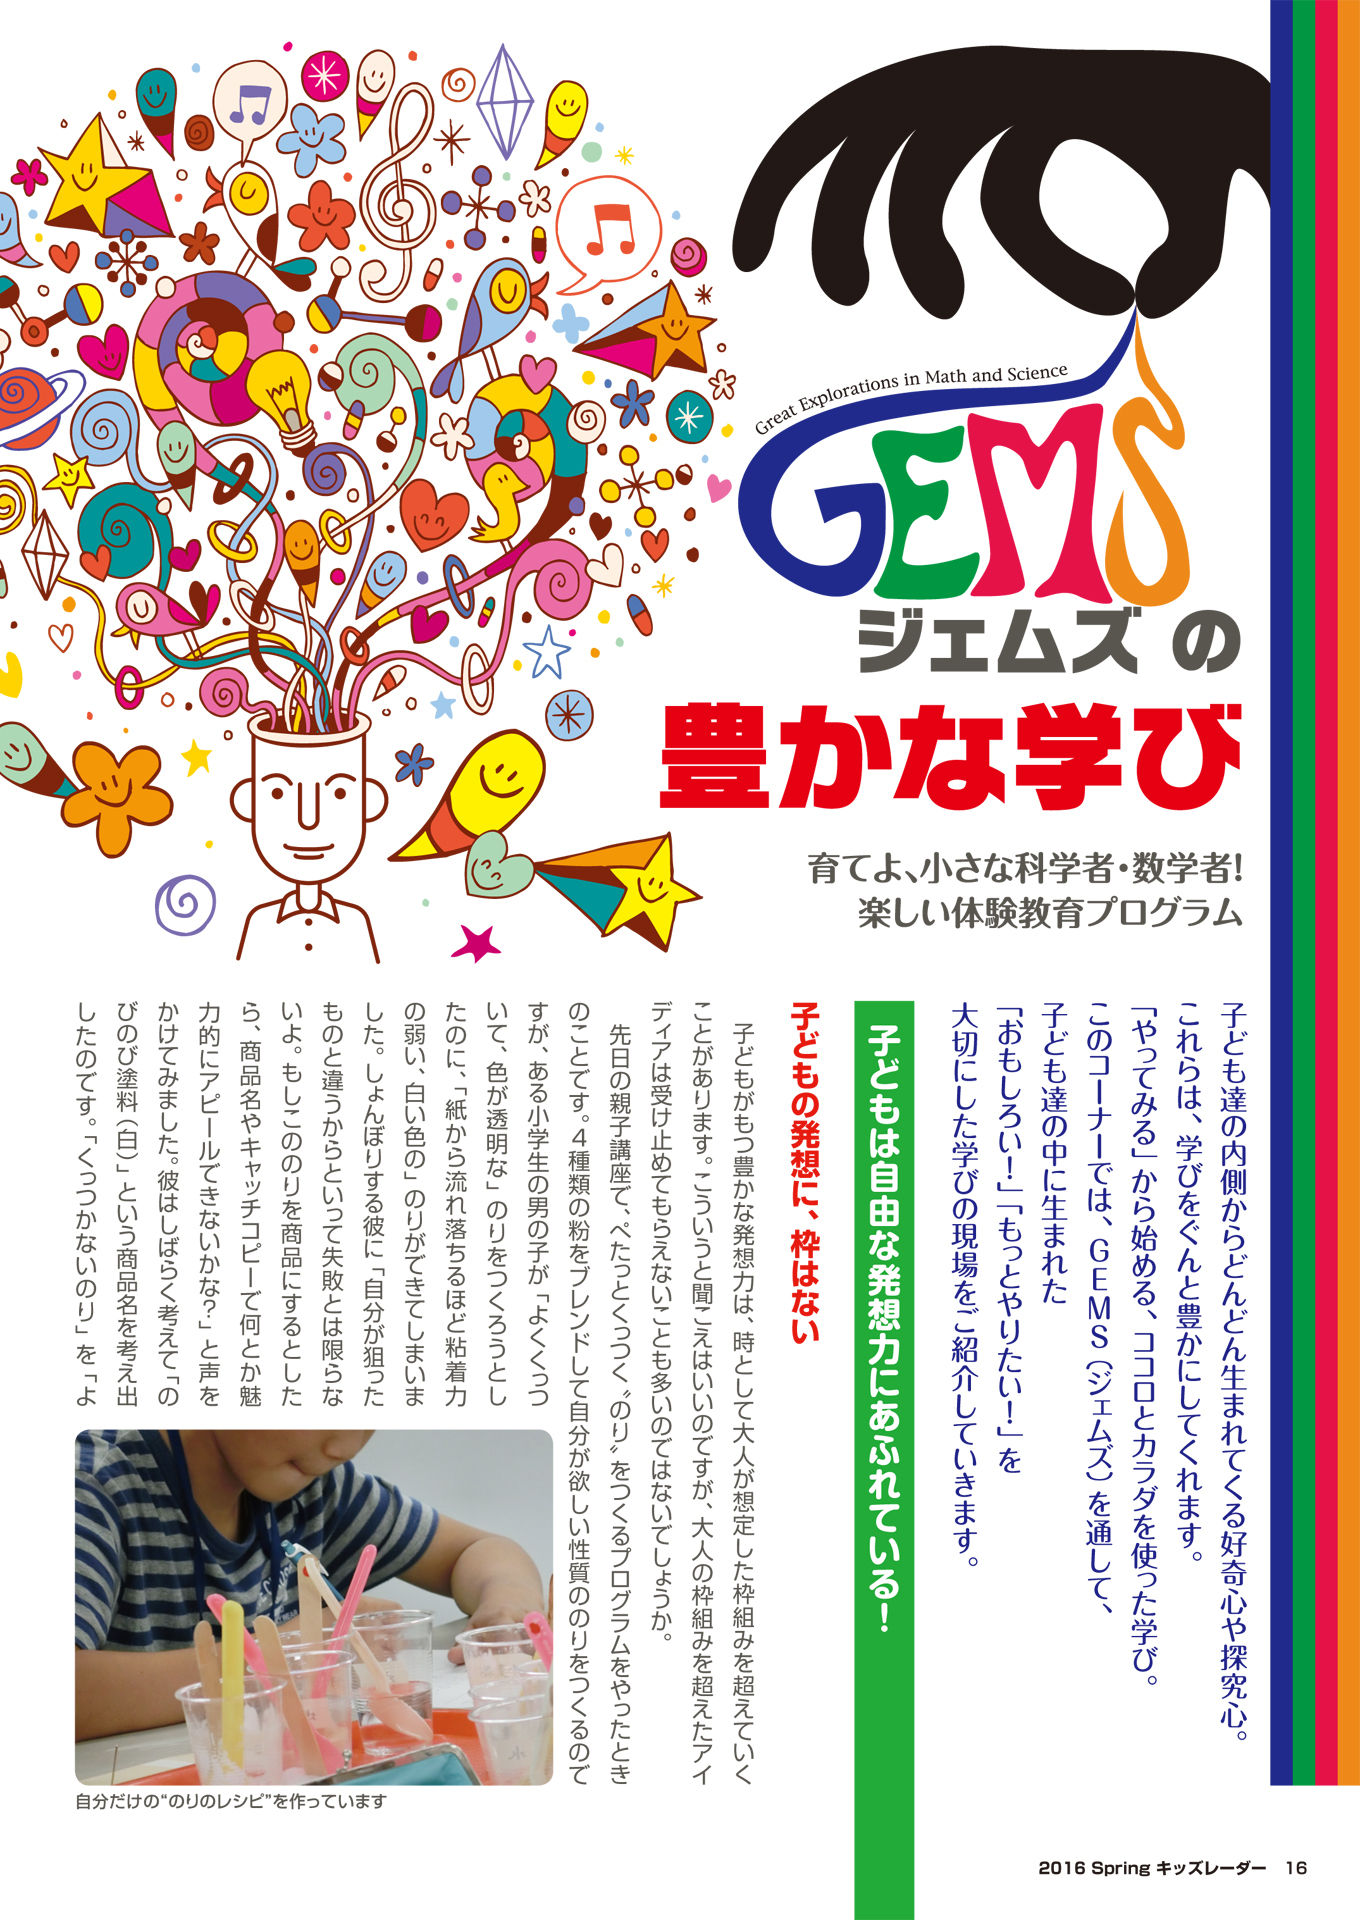 Great Explorations in Math and Science
GEMS
ジェムズ の
豊かな学び
育てよ、小さな科学者・数学者!
楽しい体験教育プログラム
子ども達の内側からどんどん生まれてくる好奇心や探究心。
これらは、学びをぐんと豊かにしてくれます。
「やってみる」から始める、ココロとカラダを使った学び。
このコーナーでは、GEMS（ジェムズ）を通して、
子ども達の中に生まれた
「おもしろい！」「もっとやりたい！」を
大切にした学びの現場をご紹介していきます。
子どもは自由な発想力にあふれている！
子どもの発想に、枠はない
子どもがもつ豊かな発想力は、時として大人が想定した枠組みを超えていく
ことがあります。こういうと聞こえはいいのですが、大人の枠組みを超えたアイ
ディアは受け止めてもらえないことも多いのではないでしょうか。
先日の親子講座で、ぺたっとくっつく〝のり〟をつくるプログラムをやったとき
のことです。４種類の粉をブレンドして自分が欲しい性質ののりをつくるので
すが、ある小学生の男の子が「よくくっつ
いて、色が透明な」のりをつくろうとし
たのに、「紙から流れ落ちるほど粘着力
の弱い、白い色の」のりができてしまいま
した。しょんぼりする彼に「自分が狙った
ものと違うからといって失敗とは限らな
いよ。もしこののりを商品にするとした
ら、商品名やキャッチコピーで何とか魅
力的にアピールできないかな？」と声を
かけてみました。彼はしばらく考えて「の
びのび塗料（白）」という商品名を考え出
したのです。「くっつかないのり」を「よ
自分だけの“のりのレシピ”を作っています
2016 Spring キッズレーダー 16